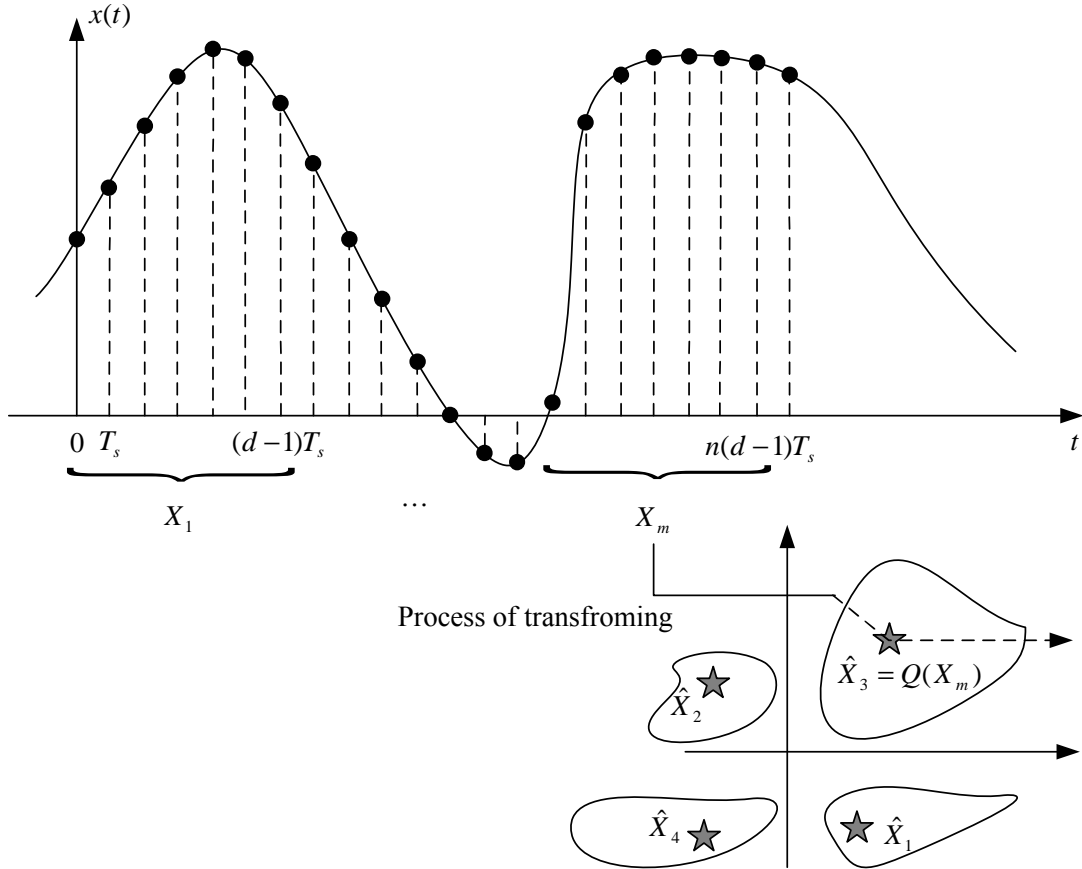 x(t)
0 T_s (d−1)T_s n(d−1)T_s t
X_1 … X_m
Process of transfroming
X̂_3 = Q(X_m)
X̂_2
X̂_4 X̂_1